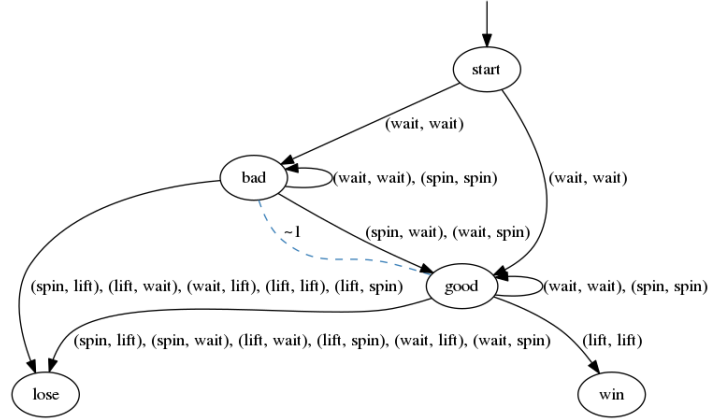 start
(wait, wait)
bad
(wait, wait), (spin, spin)
(wait, wait)
~1
(spin, wait), (wait, spin)
(spin, lift), (lift, wait), (wait, lift), (lift, lift), (lift, spin)
good
(wait, wait), (spin, spin)
(spin, lift), (spin, wait), (lift, wait), (lift, spin), (wait, lift), (wait, spin)
(lift, lift)
lose
win